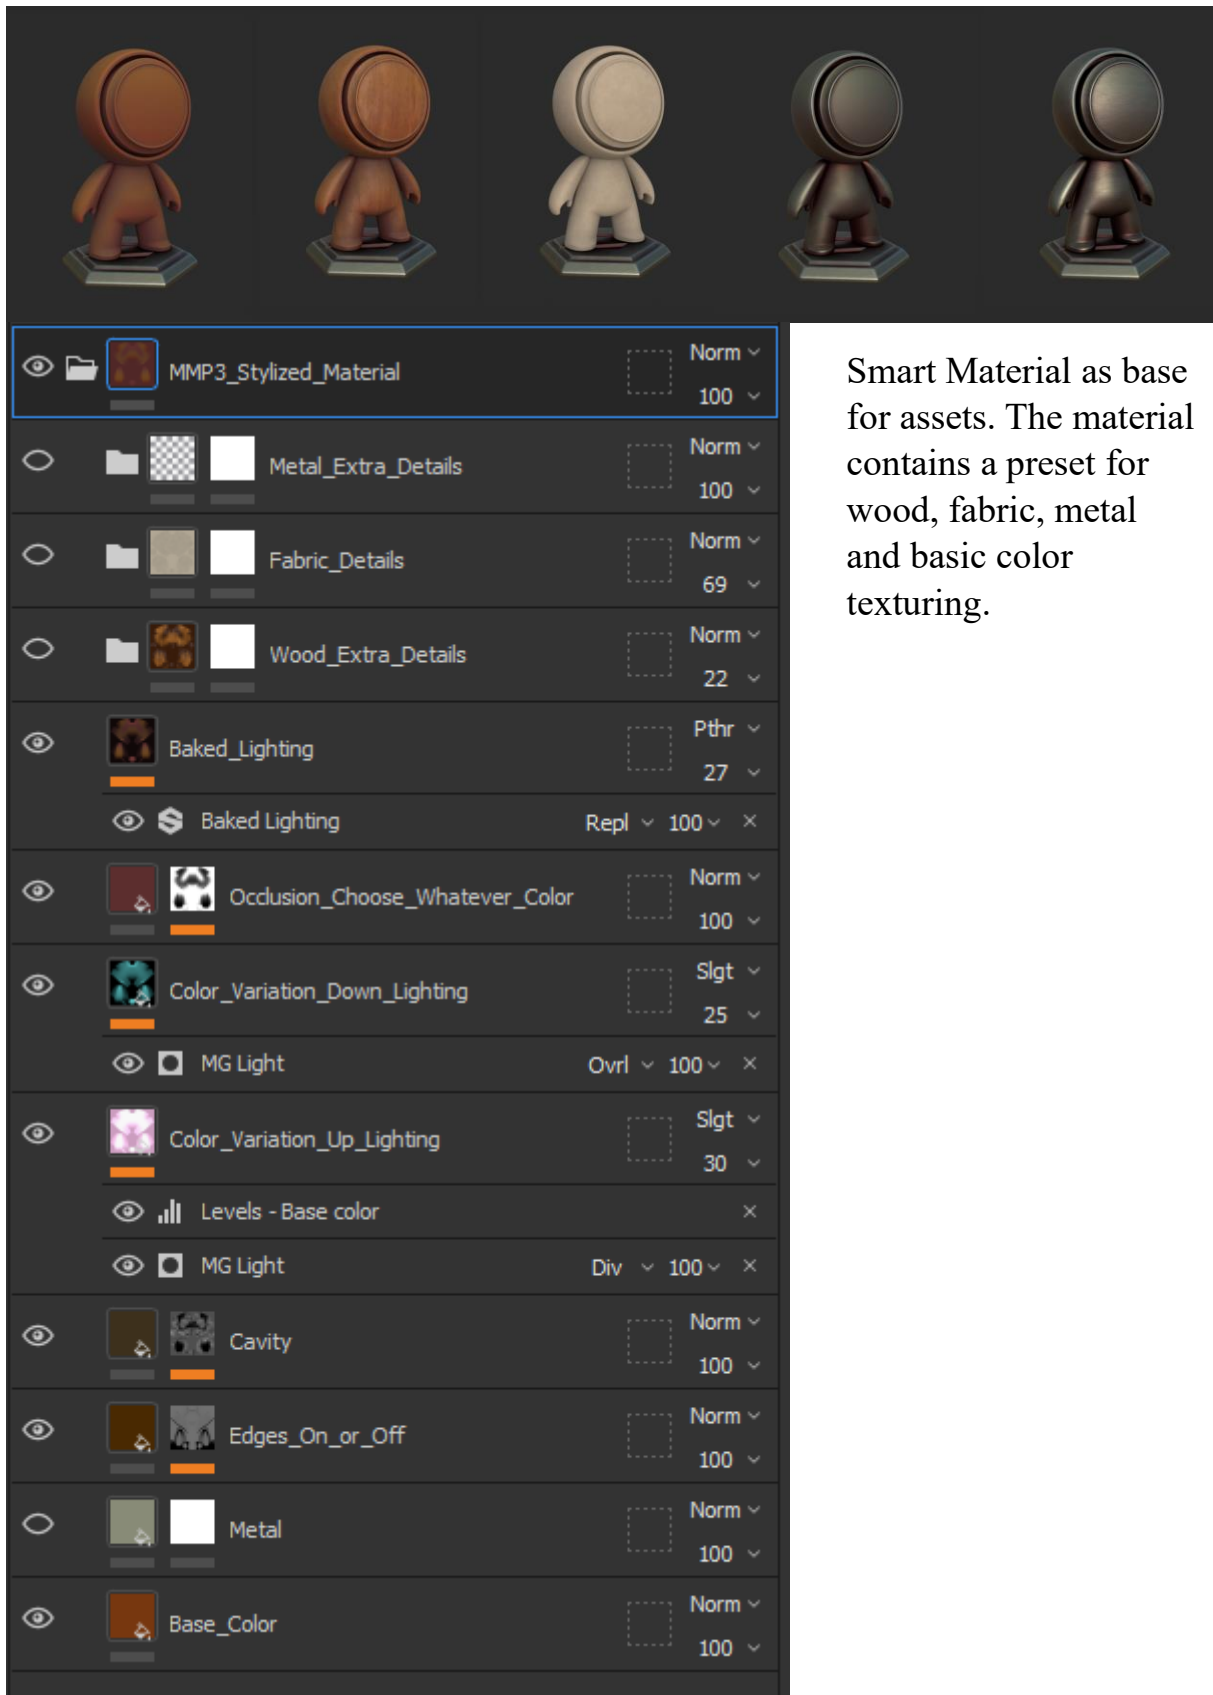 MMP3_Stylized_Material
Norm
100
Metal_Extra_Details
Norm
100
Fabric_Details
Norm
69
Wood_Extra_Details
Norm
22
Baked_Lighting
Pthr
27
Baked Lighting Repl 100
Occlusion_Choose_Whatever_Color
Norm
100
Color_Variation_Down_Lighting
Slgt
25
MG Light Ovrl 100
Color_Variation_Up_Lighting
Slgt
30
Levels - Base color
MG Light Div 100
Cavity
Norm
100
Edges_On_or_Off
Norm
100
Metal
Norm
100
Base_Color
Norm
100
Smart Material as base
for assets. The material
contains a preset for
wood, fabric, metal
and basic color
texturing.